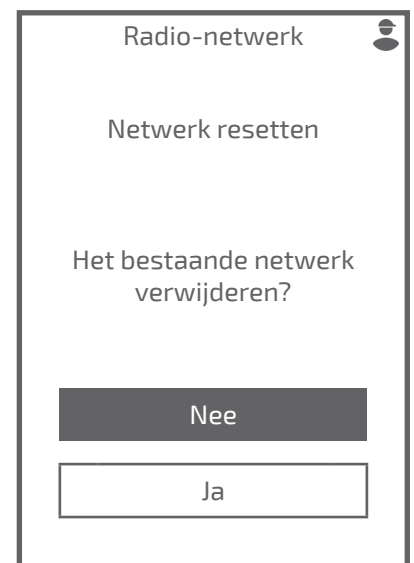 Radio-netwerk
Netwerk resetten
Het bestaande netwerk
verwijderen?
Nee
Ja